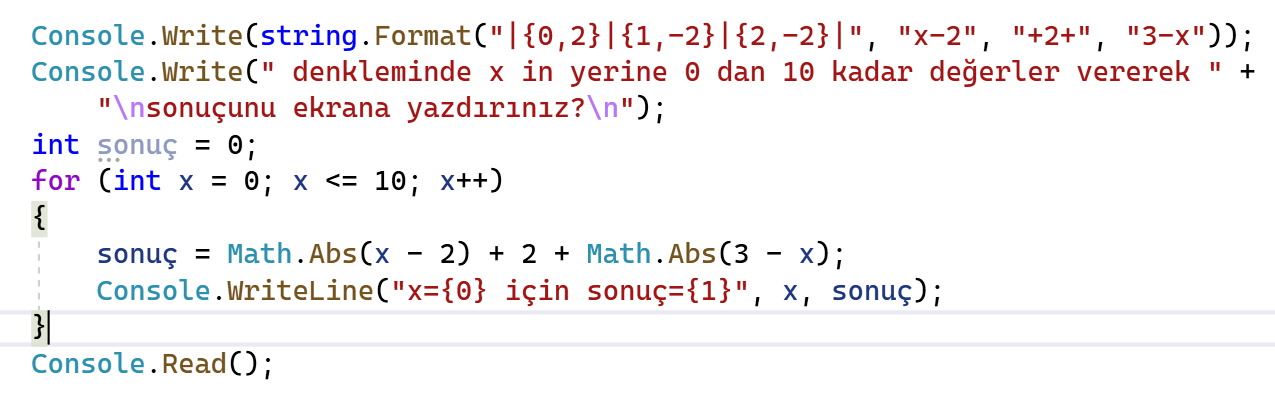 Console.Write(string.Format("|{0,2}|{1,-2}|{2,-2}|", "x-2", "+2+", "3-x"));
Console.Write(" denkleminde x in yerine 0 dan 10 kadar değerler vererek " +
"\nsonuçunu ekrana yazdırınız?\n");
int sonuç = 0;
for (int x = 0; x <= 10; x++)
{
sonuç = Math.Abs(x - 2) + 2 + Math.Abs(3 - x);
Console.WriteLine("x={0} için sonuç={1}", x, sonuç);
}
Console.Read();